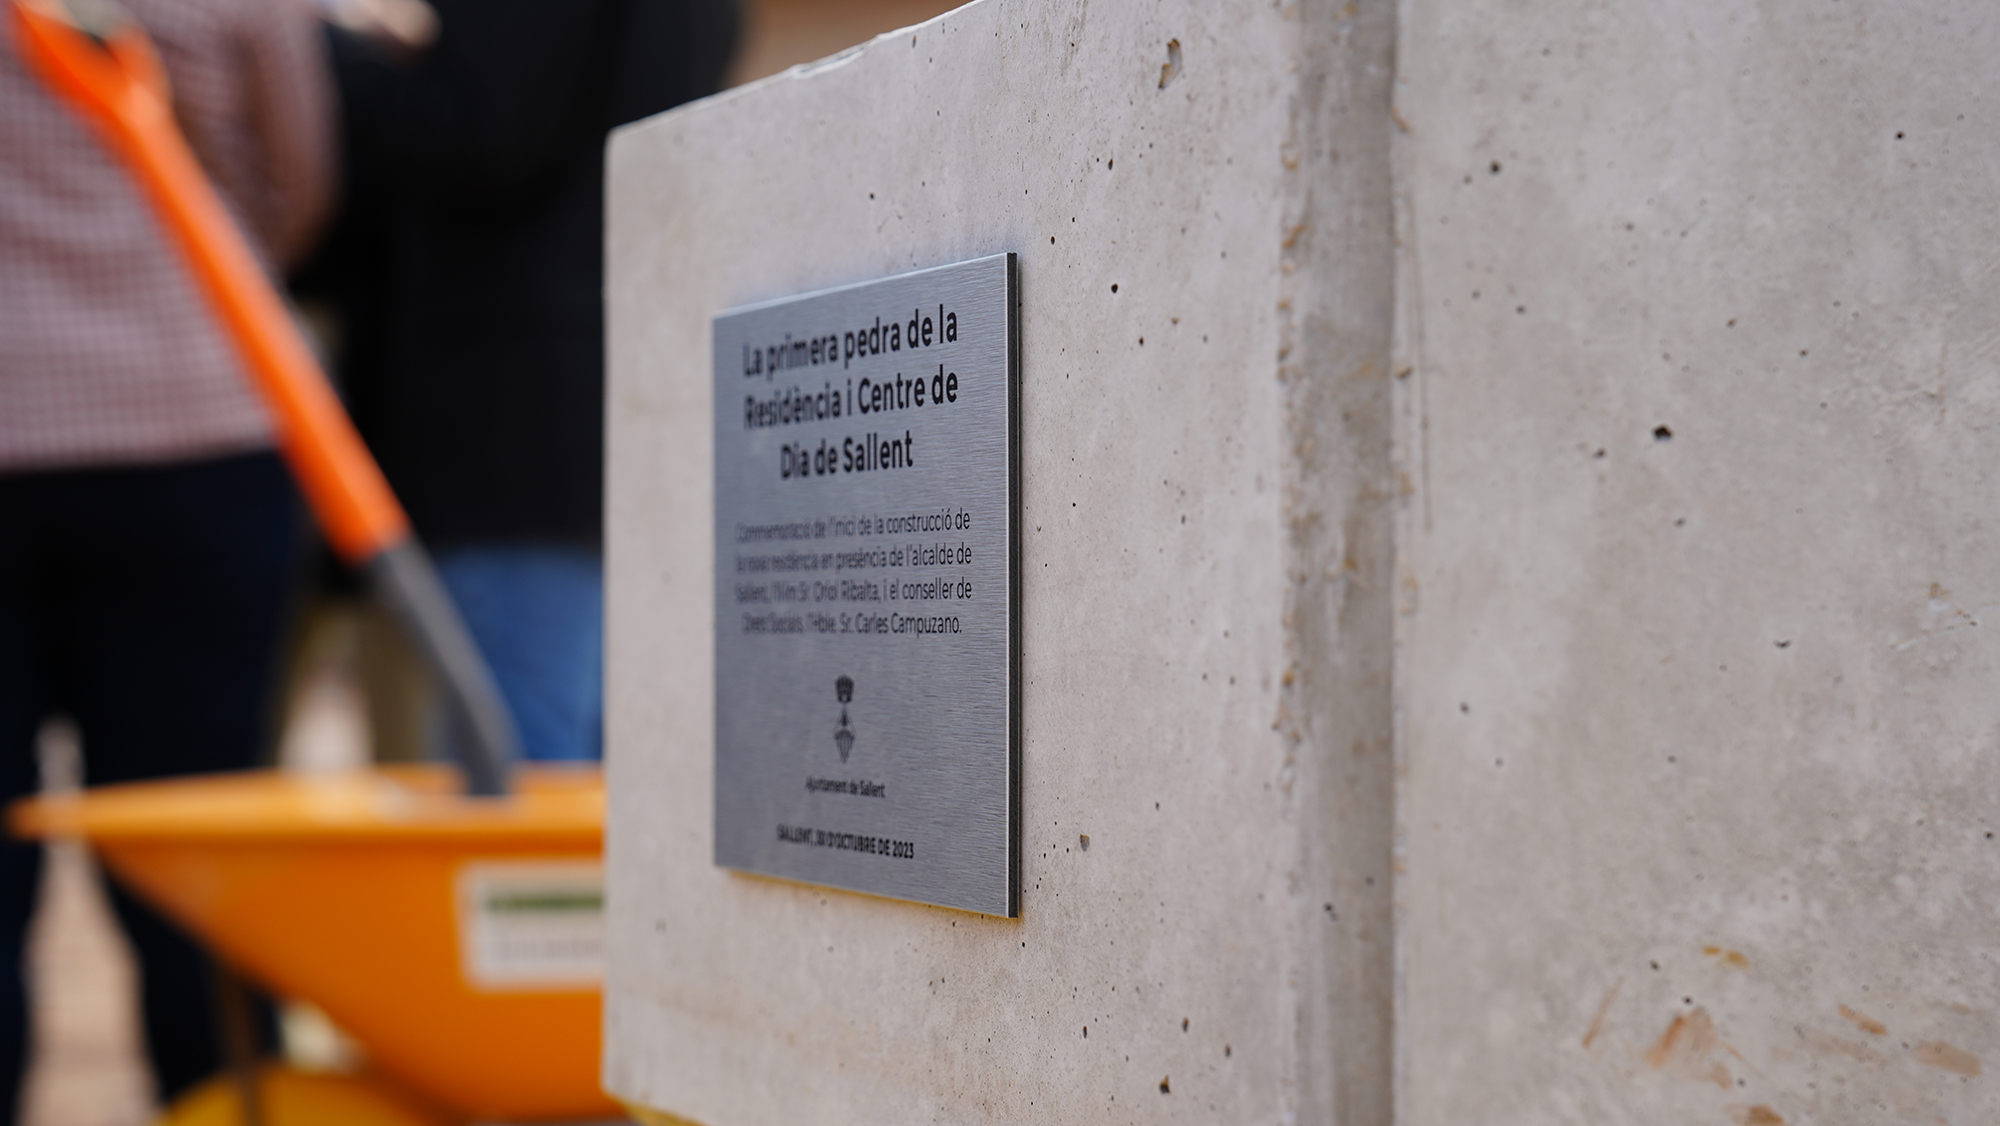 La primera pedra de la
Residència i Centre de
Dia de Sallent
Commemoració de l'inici de la construcció de
la nova residència en presència de l'alcalde de
Sallent, l'Il·lm Sr. Oriol Ribalta, i el conseller de
Drets Socials, l'Hble. Sr. Carles Campuzano.
Ajuntament de Sallent
SALLENT, D'OCTUBRE DE 2023